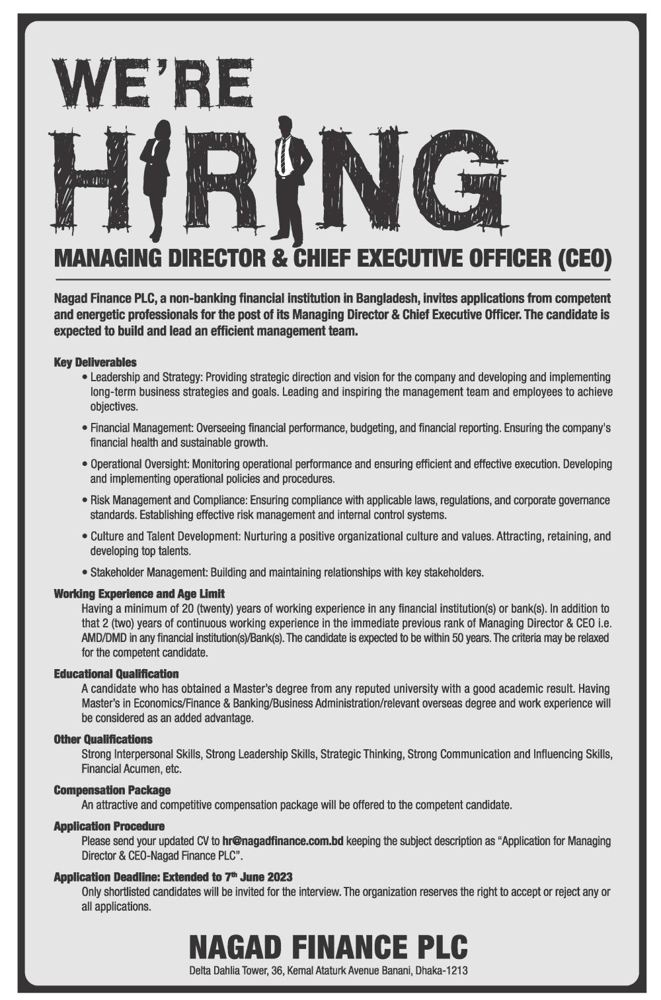 WE'RE
HIRING
MANAGING DIRECTOR & CHIEF EXECUTIVE OFFICER (CEO)
Nagad Finance PLC, a non-banking financial institution in Bangladesh, invites applications from competent
and energetic professionals for the post of its Managing Director & Chief Executive Officer. The candidate is
expected to build and lead an efficient management team.
Key Deliverables
• Leadership and Strategy: Providing strategic direction and vision for the company and developing and implementing
long-term business strategies and goals. Leading and inspiring the management team and employees to achieve
objectives.
• Financial Management: Overseeing financial performance, budgeting, and financial reporting. Ensuring the company's
financial health and sustainable growth.
• Operational Oversight: Monitoring operational performance and ensuring efficient and effective execution. Developing
and implementing operational policies and procedures.
• Risk Management and Compliance: Ensuring compliance with applicable laws, regulations, and corporate governance
standards. Establishing effective risk management and internal control systems.
• Culture and Talent Development: Nurturing a positive organizational culture and values. Attracting, retaining, and
developing top talents.
• Stakeholder Management: Building and maintaining relationships with key stakeholders.
Working Experience and Age Limit
Having a minimum of 20 (twenty) years of working experience in any financial institution(s) or bank(s). In addition to
that 2 (two) years of continuous working experience in the immediate previous rank of Managing Director & CEO i.e.
AMD/DMD in any financial institution(s)/Bank(s). The candidate is expected to be within 50 years. The criteria may be relaxed
for the competent candidate.
Educational Qualification
A candidate who has obtained a Master's degree from any reputed university with a good academic result. Having
Master's in Economics/Finance & Banking/Business Administration/relevant overseas degree and work experience will
be considered as an added advantage.
Other Qualifications
Strong Interpersonal Skills, Strong Leadership Skills, Strategic Thinking, Strong Communication and Influencing Skills,
Financial Acumen, etc.
Compensation Package
An attractive and competitive compensation package will be offered to the competent candidate.
Application Procedure
Please send your updated CV to hr@nagadfinance.com.bd keeping the subject description as “Application for Managing
Director & CEO-Nagad Finance PLC”.
Application Deadline: Extended to 7th June 2023
Only shortlisted candidates will be invited for the interview. The organization reserves the right to accept or reject any or
all applications.
NAGAD FINANCE PLC
Delta Dahlia Tower, 36, Kemal Ataturk Avenue Banani, Dhaka-1213